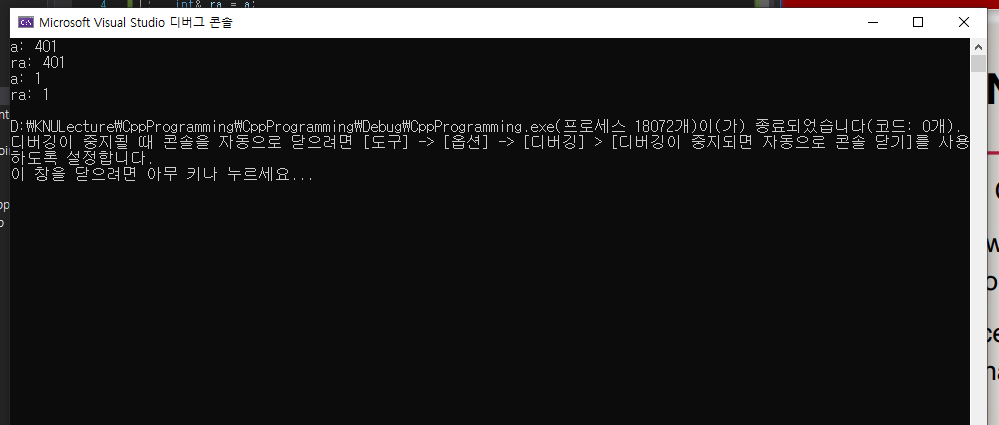 4 int& ra = a;
Microsoft Visual Studio 디버그 콘솔
a: 401
ra: 401
a: 1
ra: 1
D:₩KNULecture₩CppProgramming₩CppProgramming₩Debug₩CppProgramming.exe(프로세스 18072개)이(가) 종료되었습니다(코드: 0개).
디버깅이 중지될 때 콘솔을 자동으로 닫으려면 [도구] -> [옵션] -> [디버깅] > [디버깅이 중지되면 자동으로 콘솔 닫기]를 사용
하도록 설정합니다.
이 창을 닫으려면 아무 키나 누르세요...